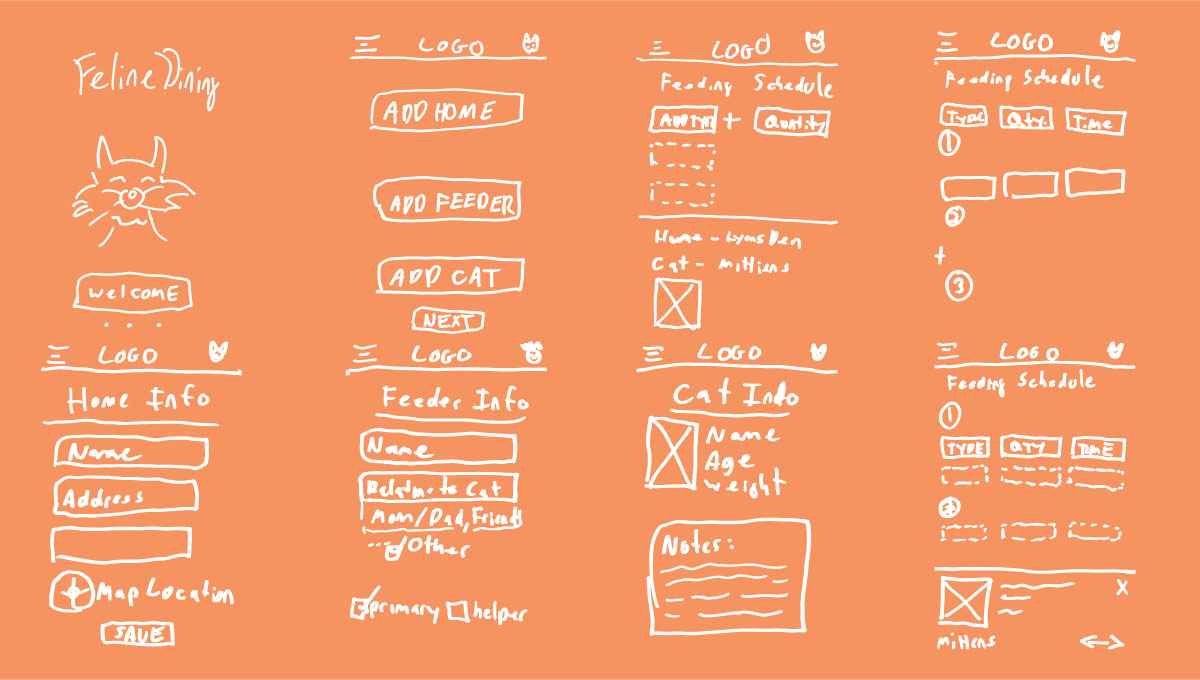 Feline Dining
welcome
LOGO
ADD HOME
ADD FEEDER
ADD CAT
NEXT
LOGO
Feeding Schedule
+ Quantity
Home - Lyons Den
Cat - mittens
LOGO
Feeding Schedule
TYPE Qty. Time
1
2
+
3
LOGO
Home Info
Name
Address
Map Location
SAVE
LOGO
Feeder Info
Name
to Cat
Mom/Dad, Friend
Other
primary helper
LOGO
Cat Info
Name
Age
weight
Notes:
LOGO
Feeding Schedule
1
TYPE QTY TIME
2
X
mittens